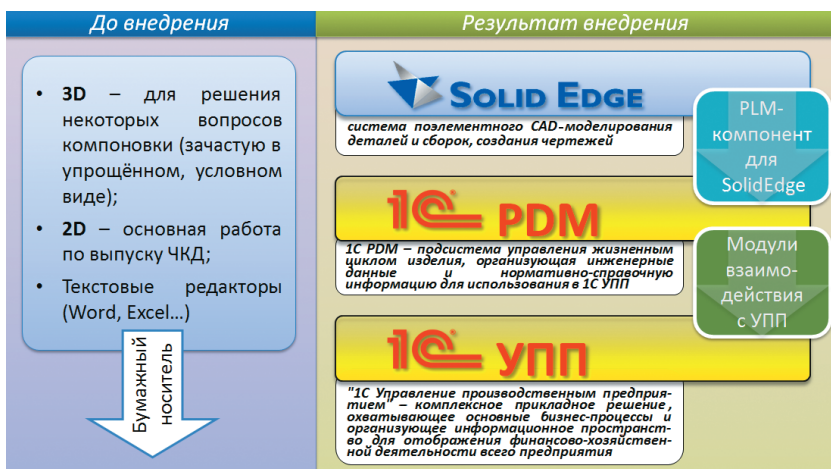 До внедрения
Результат внедрения
• 3D – для решения
некоторых вопросов
компоновки (зачастую в
упрощённом, условном
виде);
• 2D – основная работа
по выпуску ЧКД;
• Текстовые редакторы
(Word, Excel…)
Бумажный
носитель
SOLID EDGE
система поэлементного CAD-моделирования
деталей и сборок, создания чертежей
PLM-
компонент
для
SolidEdge
1С PDM
1С PDM – подсистема управления жизненным
циклом изделия, организующая инженерные
данные и нормативно-справочную
информацию для использования в 1С УПП
Модули
взаимо-
действия
с УПП
1С УПП
"1С Управление производственным предприя-
тием" – комплексное прикладное решение,
охватывающее основные бизнес-процессы и
организующее информационное пространст-
во для отображения финансово-хозяйствен-
ной деятельности всего предприятия